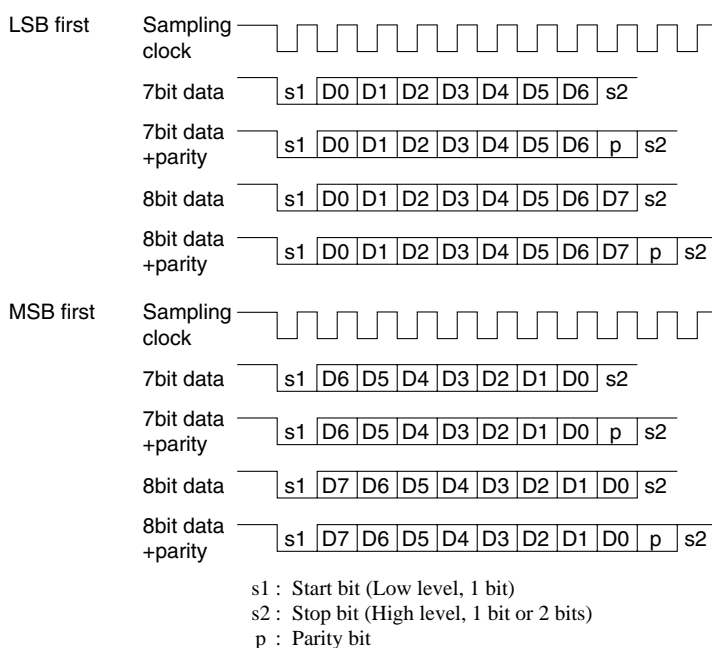 LSB first Sampling clock
7bit data s1 D0 D1 D2 D3 D4 D5 D6 s2
7bit data +parity s1 D0 D1 D2 D3 D4 D5 D6 p s2
8bit data s1 D0 D1 D2 D3 D4 D5 D6 D7 s2
8bit data +parity s1 D0 D1 D2 D3 D4 D5 D6 D7 p s2
MSB first Sampling clock
7bit data s1 D6 D5 D4 D3 D2 D1 D0 s2
7bit data +parity s1 D6 D5 D4 D3 D2 D1 D0 p s2
8bit data s1 D7 D6 D5 D4 D3 D2 D1 D0 s2
8bit data +parity s1 D7 D6 D5 D4 D3 D2 D1 D0 p s2
s1 : Start bit (Low level, 1 bit)
s2 : Stop bit (High level, 1 bit or 2 bits)
p : Parity bit